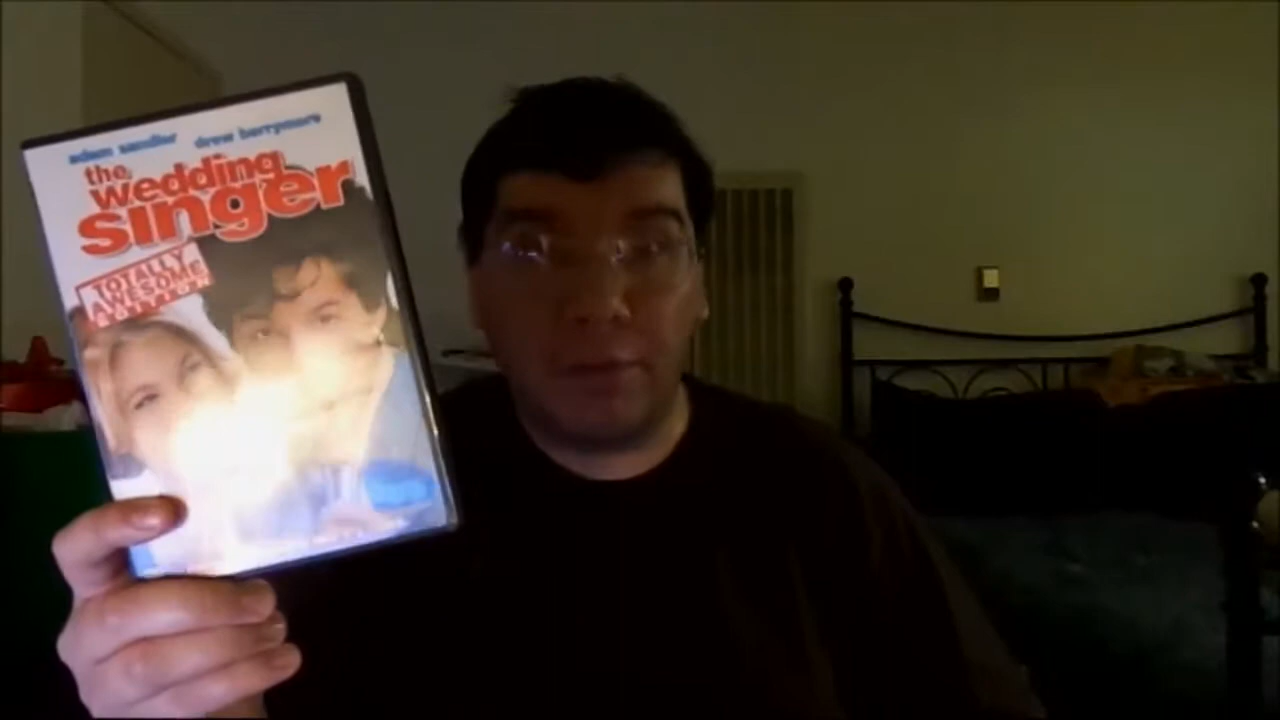 adam sandler drew barrymore
the
wedding
singer
TOTALLY
AWESOME
EDITION